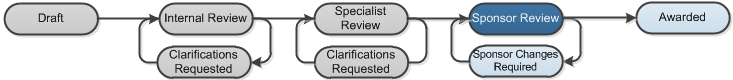 Draft
Internal Review
Clarifications
Requested
Specialist
Review
Clarifications
Requested
Sponsor Review
Sponsor Changes
Required
Awarded